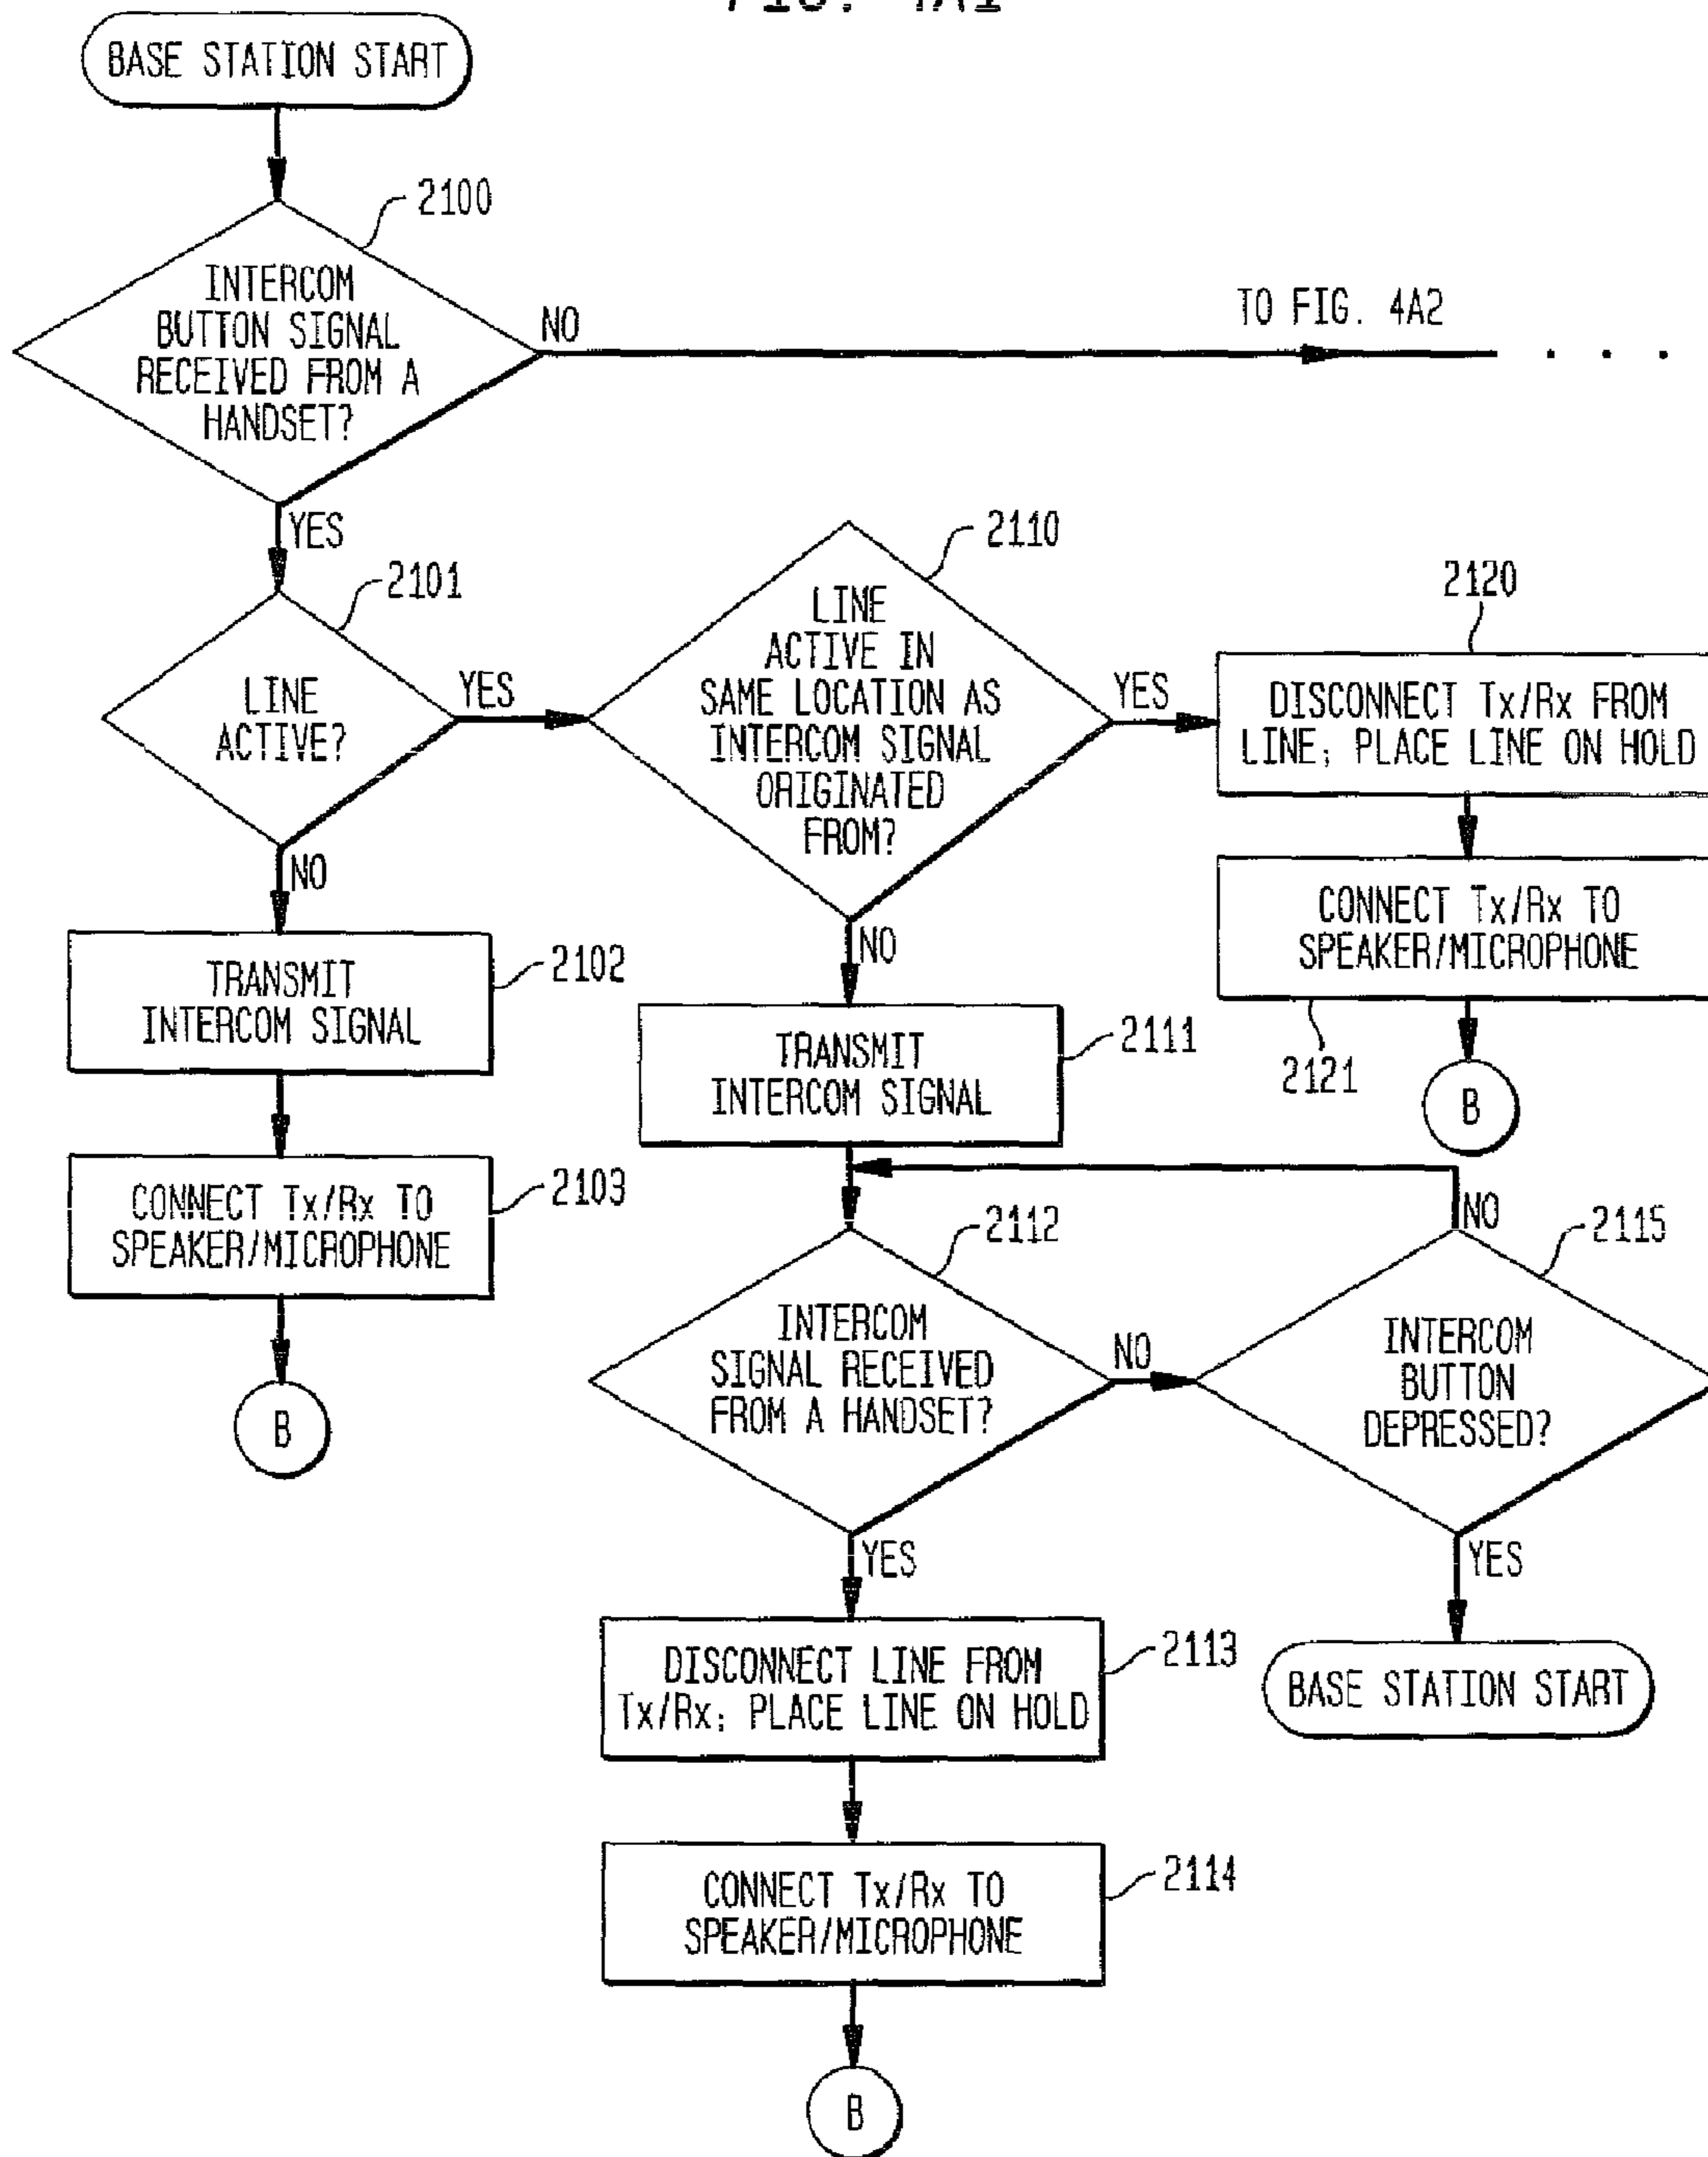 FIG. 4A1
BASE STATION START
2100
INTERCOM
BUTTON SIGNAL
RECEIVED FROM A
HANDSET?
NO
TO FIG. 4A2
YES
2101
LINE
ACTIVE?
YES
NO
2110
LINE
ACTIVE IN
SAME LOCATION AS
INTERCOM SIGNAL
ORIGINATED
FROM?
YES
NO
2120
DISCONNECT Tx/Rx FROM
LINE; PLACE LINE ON HOLD
CONNECT Tx/Rx TO
SPEAKER/MICROPHONE
2121
B
TRANSMIT
INTERCOM SIGNAL
2102
CONNECT Tx/Rx TO
SPEAKER/MICROPHONE
2103
B
TRANSMIT
INTERCOM SIGNAL
2111
2112
INTERCOM
SIGNAL RECEIVED
FROM A HANDSET?
NO
YES
NO
2115
INTERCOM
BUTTON
DEPRESSED?
YES
BASE STATION START
DISCONNECT LINE FROM
Tx/Rx; PLACE LINE ON HOLD
2113
CONNECT Tx/Rx TO
SPEAKER/MICROPHONE
2114
B